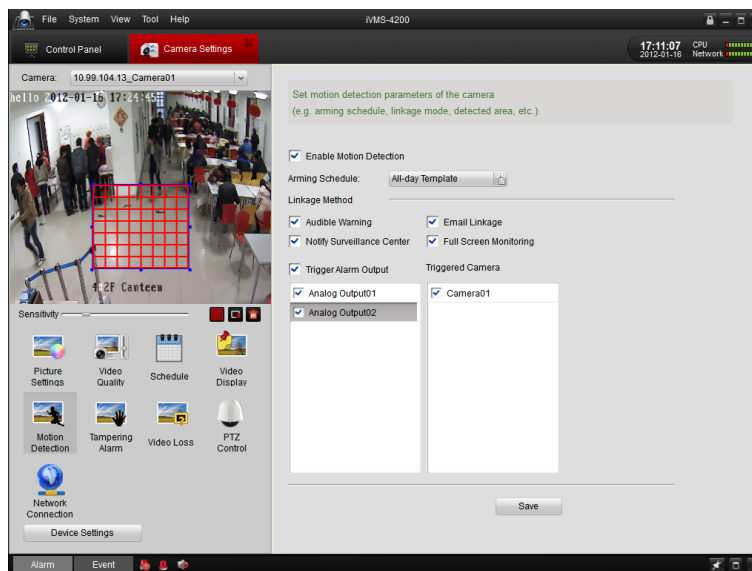 File System View Tool Help iVMS-4200
Control Panel Camera Settings 17:11:07 CPU
2012-01-16 Network
Camera: 10.99.104.13_Camera01
hello 2012-01-16 17:24:45
4-2F Canteen
Sensitivity
Picture Settings
Video Quality
Schedule
Video Display
Motion Detection
Tampering Alarm
Video Loss
PTZ Control
Network Connection
Device Settings
Set motion detection parameters of the camera
(e.g. arming schedule, linkage mode, detected area, etc.).
Enable Motion Detection
Arming Schedule: All-day Template
Linkage Method
Audible Warning Email Linkage
Notify Surveillance Center Full Screen Monitoring
Trigger Alarm Output Triggered Camera
Analog Output01 Camera01
Analog Output02
Save
Alarm Event